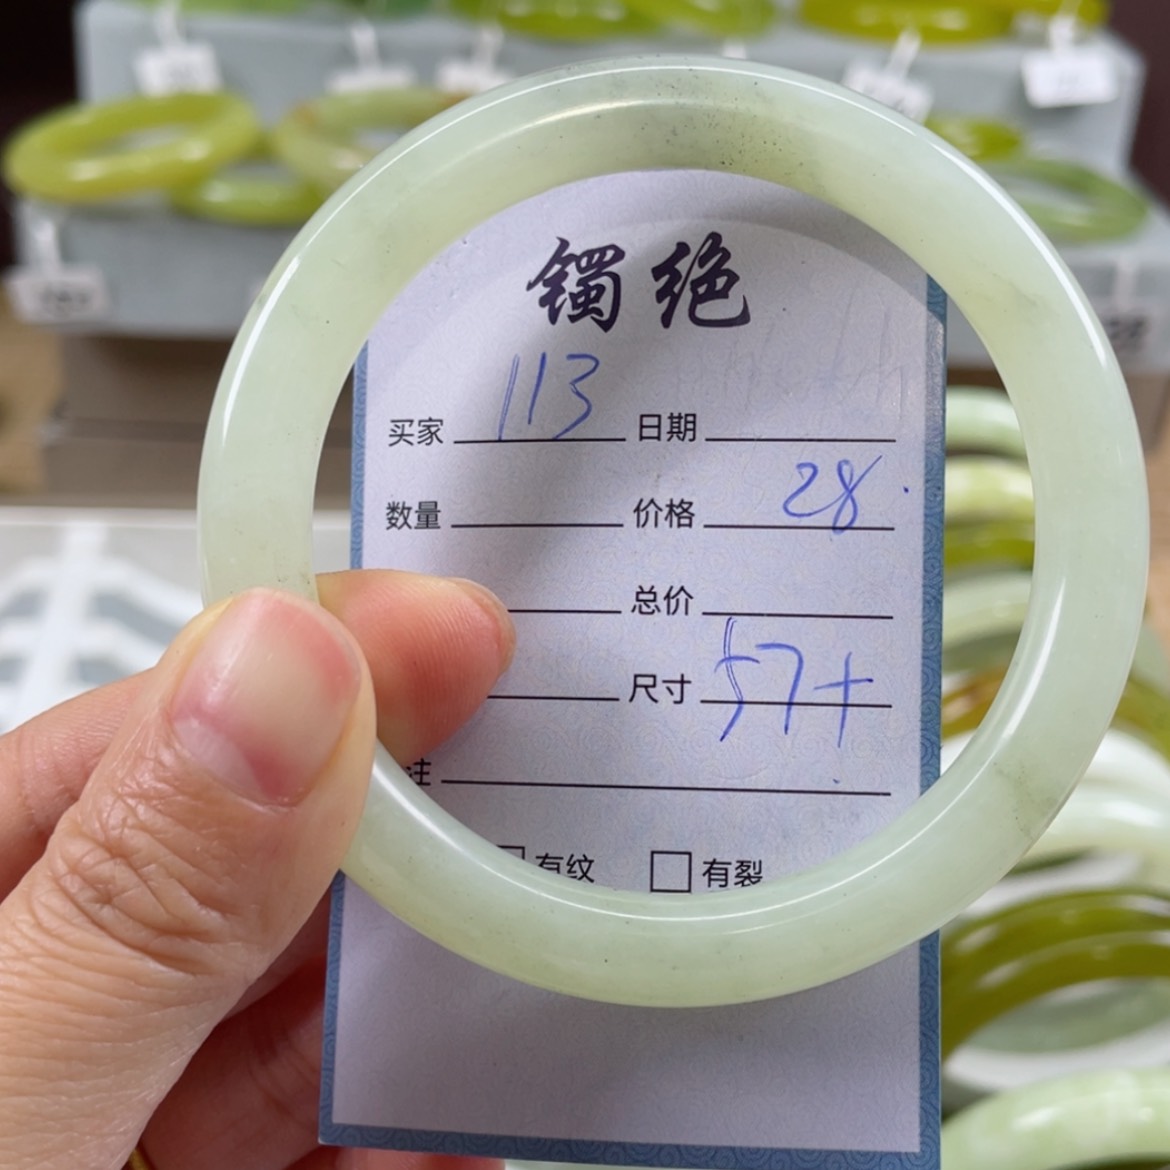 镯绝
买家 113 日期
数量 价格 28.
总价
尺寸 57+
注
有纹 有裂